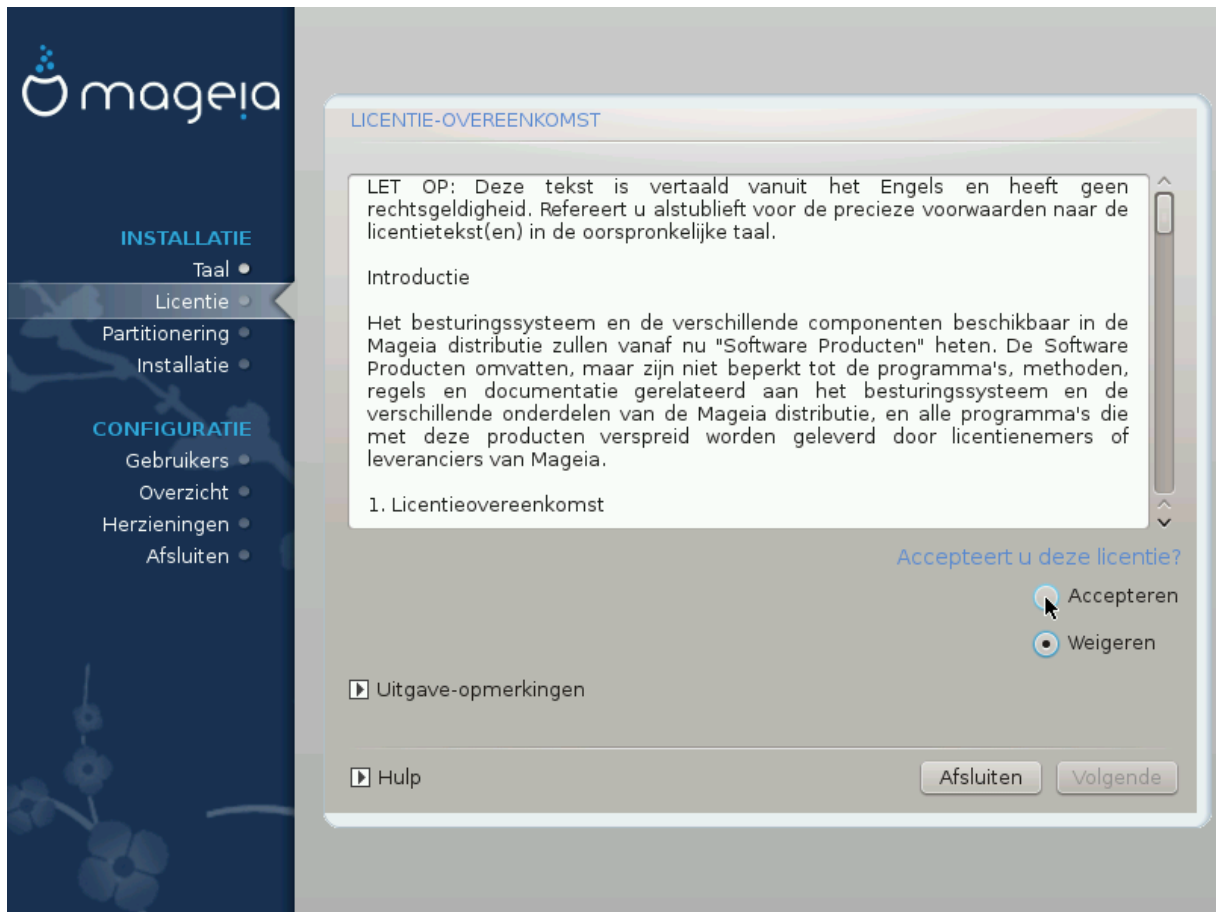 mageia
INSTALLATIE
Taal
Licentie
Partitionering
Installatie
CONFIGURATIE
Gebruikers
Overzicht
Herzieningen
Afsluiten
LICENTIE-OVEREENKOMST
LET OP: Deze tekst is vertaald vanuit het Engels en heeft geen
rechtsgeldigheid. Refereert u alstublieft voor de precieze voorwaarden naar de
licentietekst(en) in de oorspronkelijke taal.
Introductie
Het besturingssysteem en de verschillende componenten beschikbaar in de
Mageia distributie zullen vanaf nu "Software Producten" heten. De Software
Producten omvatten, maar zijn niet beperkt tot de programma's, methoden,
regels en documentatie gerelateerd aan het besturingssysteem en de
verschillende onderdelen van de Mageia distributie, en alle programma's die
met deze producten verspreid worden geleverd door licentienemers of
leveranciers van Mageia.
1. Licentieovereenkomst
Accepteert u deze licentie?
Accepteren
Weigeren
Uitgave-opmerkingen
Hulp
Afsluiten
Volgende